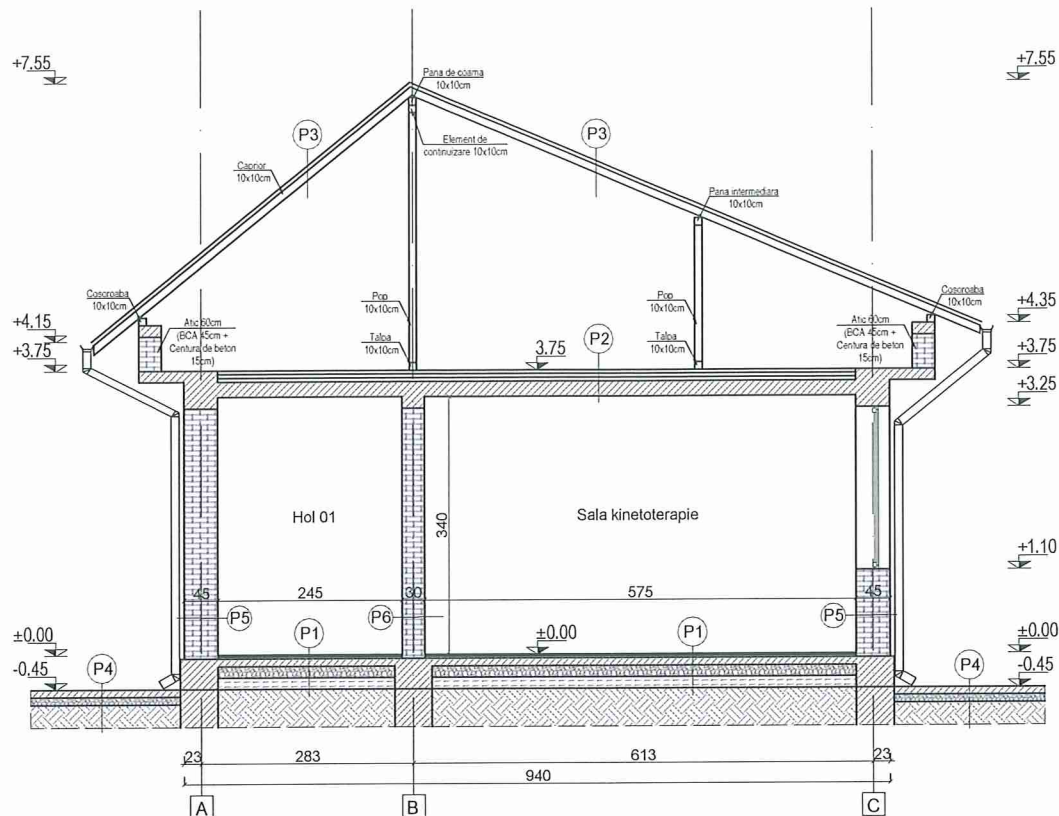 +7.55
+7.55
Pana de coama
10x10cm
P3
P3
Element de
continuizare 10x10cm
Caprior
10x10cm
Pana intermediara
10x10cm
Cosoroaba
10x10cm
Cosoroaba
10x10cm
Pop
10x10cm
Pop
10x10cm
+4.15
Atic 60cm
(BCA 45cm +
Centura de beton
15cm)
Atic 60cm
(BCA 45cm +
Centura de beton
15cm)
+4.35
+3.75
Talpa
10x10cm
P2
3.75
Talpa
10x10cm
+3.75
+3.25
Hol 01
340
Sala kinetoterapie
+1.10
45
245
30
575
45
P5
P6
P5
±0.00
P1
±0.00
P1
±0.00
-0.45
P4
P4
-0.45
23
283
613
23
940
A
B
C